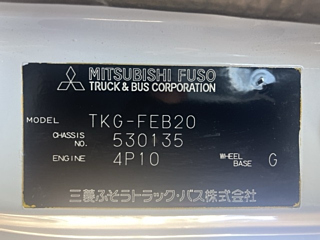 MITSUBISHI FUSO
TRUCK & BUS CORPORATION
MODEL TKG-FEB20
CHASSIS NO. 530135
ENGINE 4P10 WHEEL BASE G
三菱ふそうトラック・バス株式会社